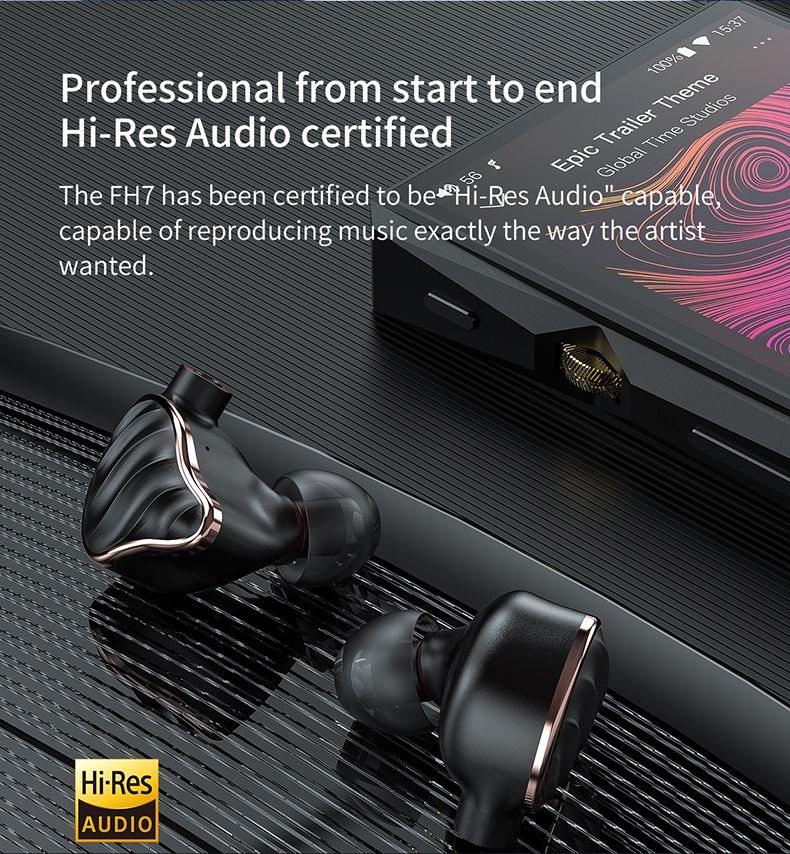 Professional from start to end
Hi-Res Audio certified
The FH7 has been certified to be "Hi-Res Audio" capable,
capable of reproducing music exactly the way the artist
wanted.
100% 15:37
Epic Trailer Theme
Global Time Studios
56
Hi-Res
AUDIO